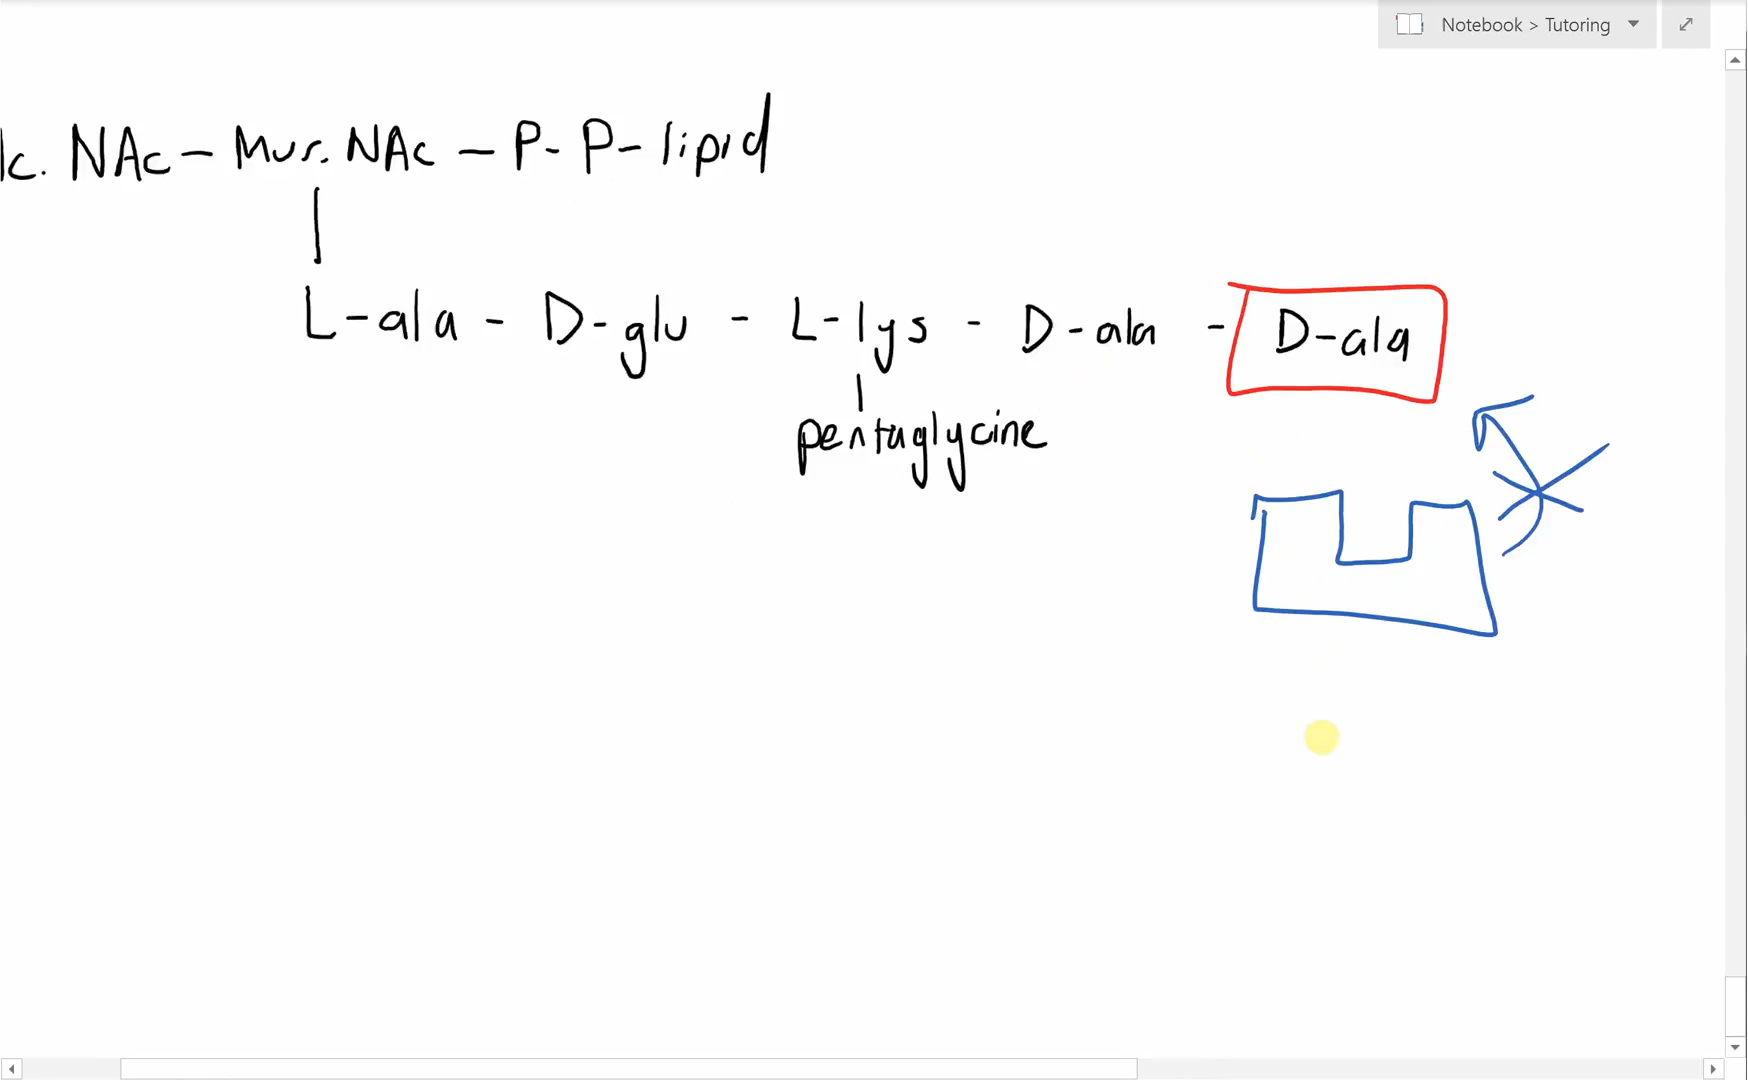 Notebook > Tutoring
lc. NAc - Mur. NAc - P - P - lipid
L-ala - D-glu - L-lys - D-ala - D-ala
pentaglycine